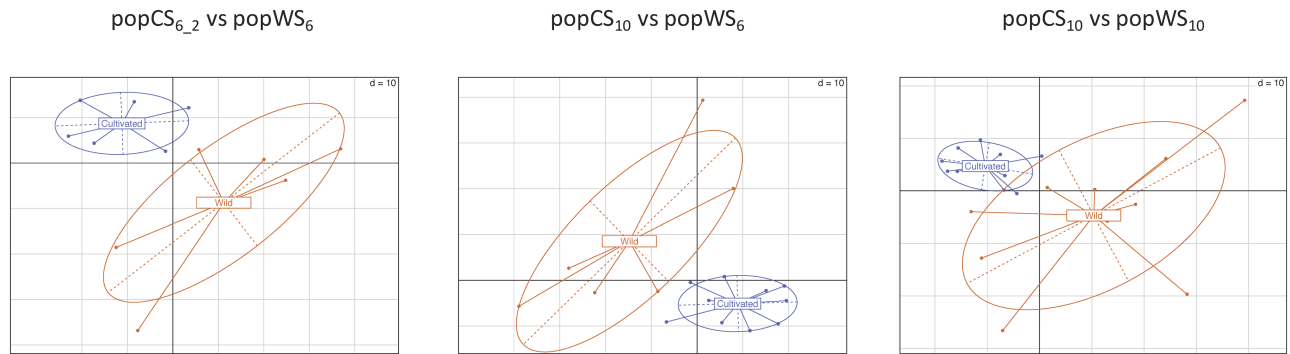 popCS6_2 vs popWS6
popCS10 vs popWS6
popCS10 vs popWS10
d = 10
Cultivated
Wild
d = 10
Wild
Cultivated
d = 10
Cultivated
Wild